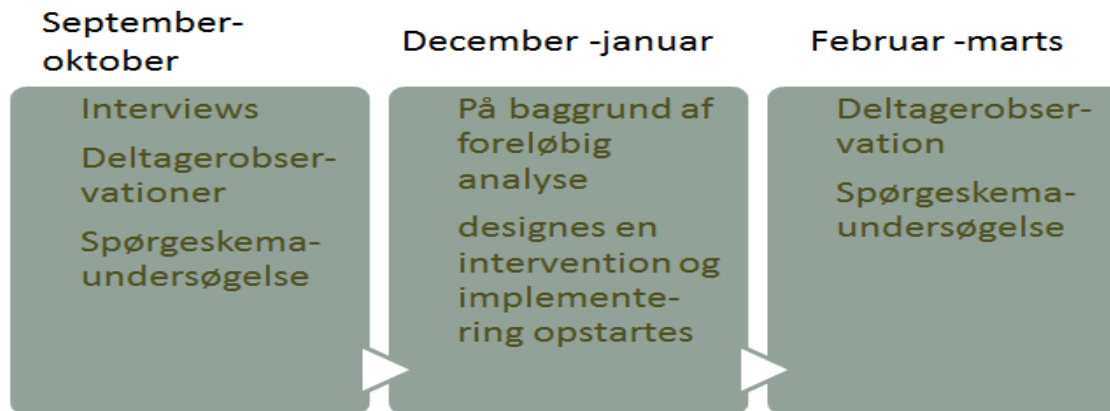 September-
oktober
Interviews
Deltagerobser-
vationer
Spørgeskema-
undersøgelse
December -januar
På baggrund af
foreløbig
analyse
designes en
intervention og
implemente-
ring opstartes
Februar -marts
Deltagerobser-
vation
Spørgeskema-
undersøgelse